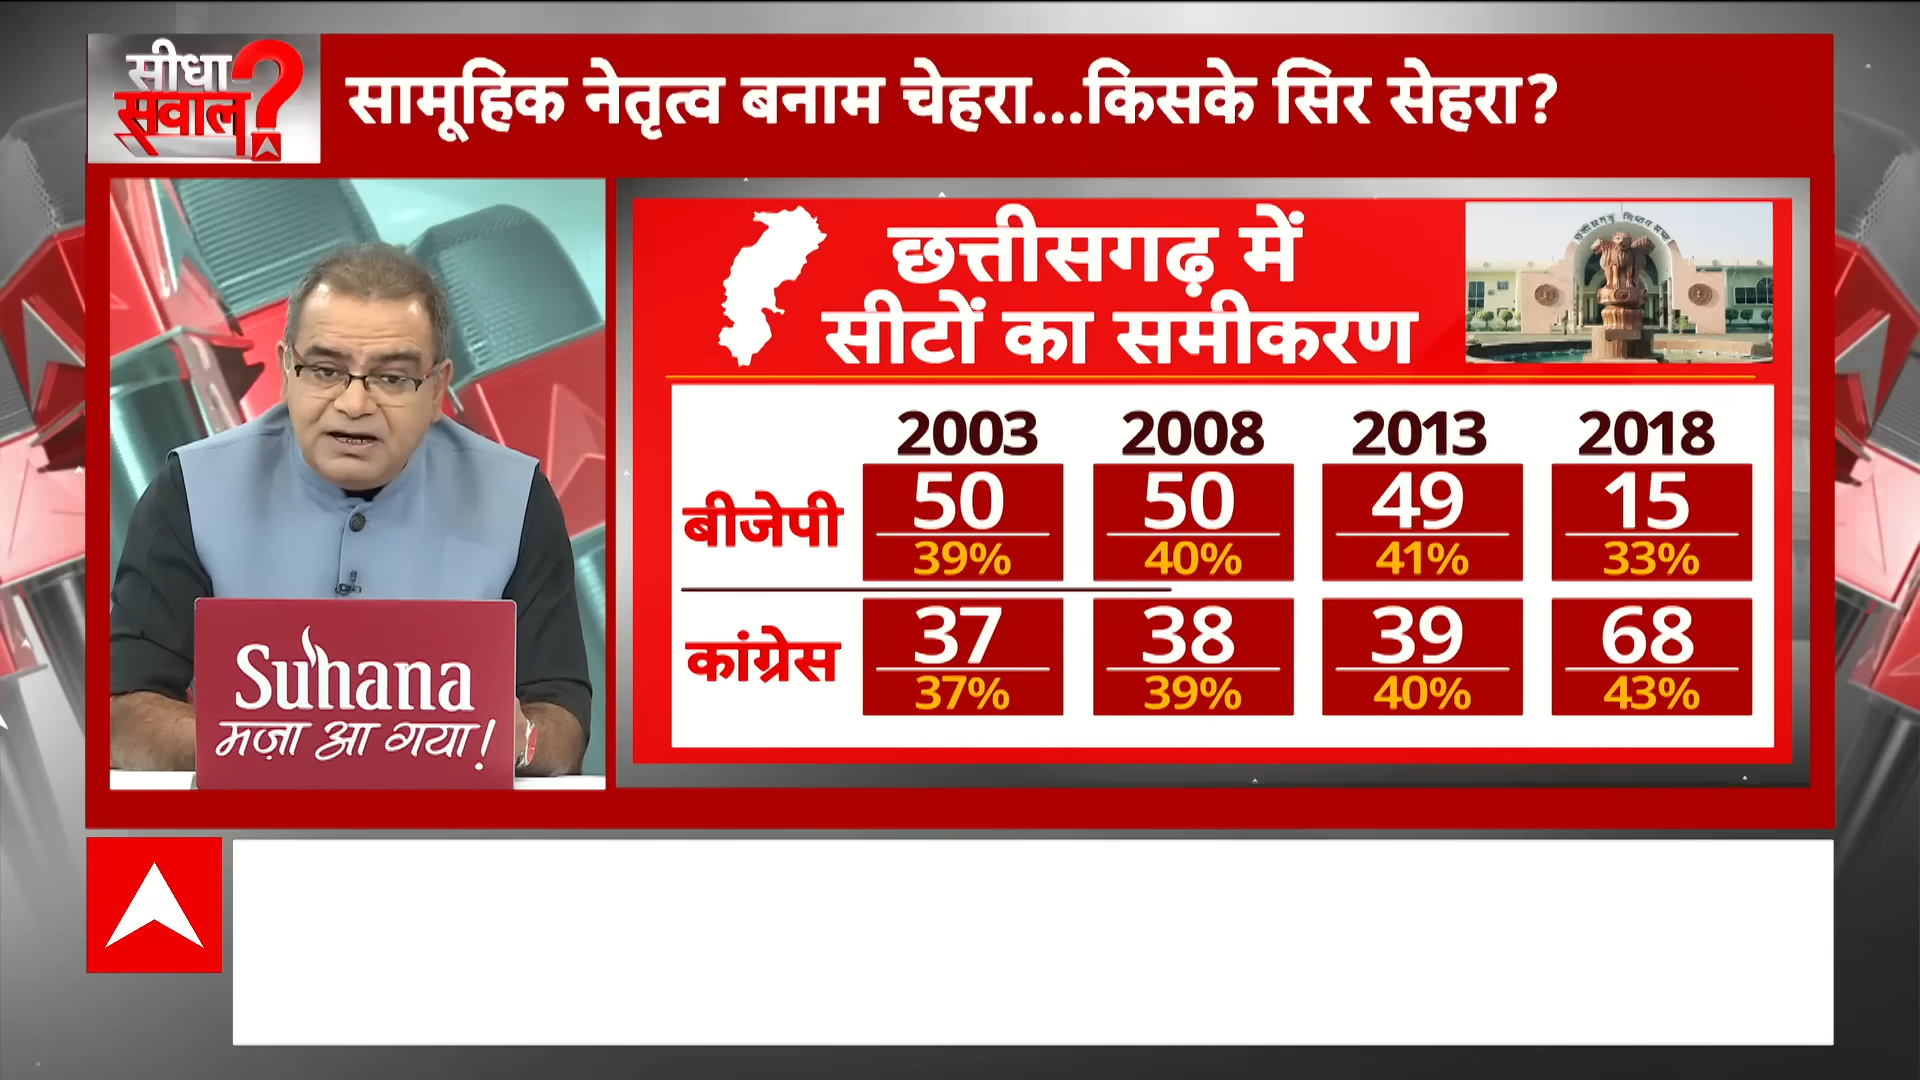 सीधा
सवाल?
सामूहिक नेतृत्व बनाम चेहरा...किसके सिर सेहरा?
छत्तीसगढ़ में
सीटों का समीकरण
2003 2008 2013 2018
बीजेपी 50 50 49 15
39% 40% 41% 33%
कांग्रेस 37 38 39 68
37% 39% 40% 43%
Suhana
मज़ा आ गया!